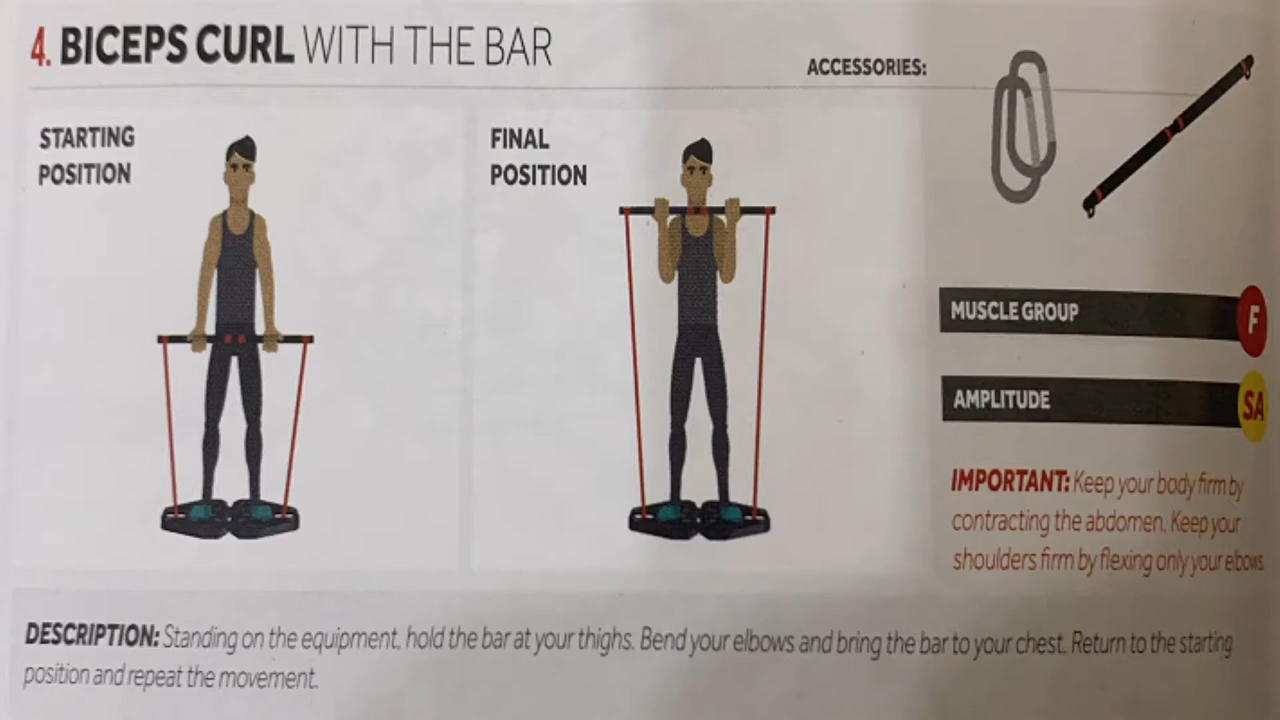 4. BICEPS CURL WITH THE BAR
ACCESSORIES:
STARTING
POSITION
FINAL
POSITION
MUSCLE GROUP F
AMPLITUDE SA
IMPORTANT: Keep your body firm by
contracting the abdomen. Keep your
shoulders firm by flexing only your elbows.
DESCRIPTION: Standing on the equipment, hold the bar at your thighs. Bend your elbows and bring the bar to your chest. Return to the starting
position and repeat the movement.